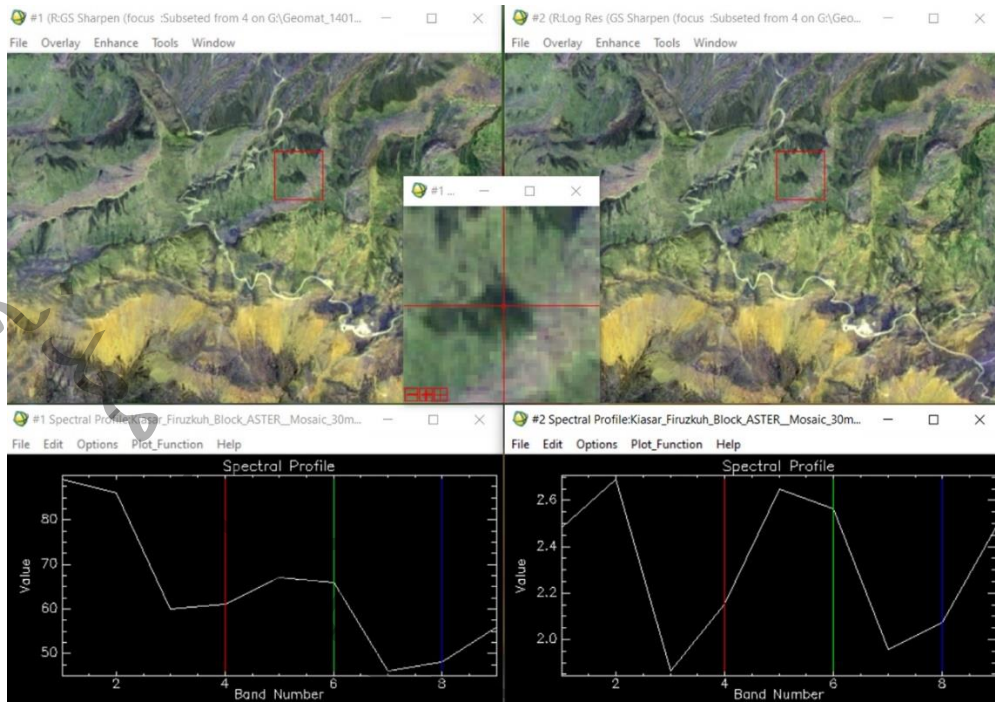 #1 (R:GS Sharpen (focus :Subseted from 4 on G:\Geomat_1401...
File Overlay Enhance Tools Window
#2 (R:Log Res (GS Sharpen (focus :Subseted from 4 on G:\Geo...
File Overlay Enhance Tools Window
#1 ...
#1 Spectral Profile:Kiasar_Firuzkuh_Block_ASTER__Mosaic_30m...
File Edit Options Plot_Function Help
Spectral Profile
Value
80
70
60
50
2 4 6 8
Band Number
#2 Spectral Profile:Kiasar_Firuzkuh_Block_ASTER__Mosaic_30m...
File Edit Options Plot_Function Help
Spectral Profile
Value
2.6
2.4
2.2
2.0
2 4 6 8
Band Number